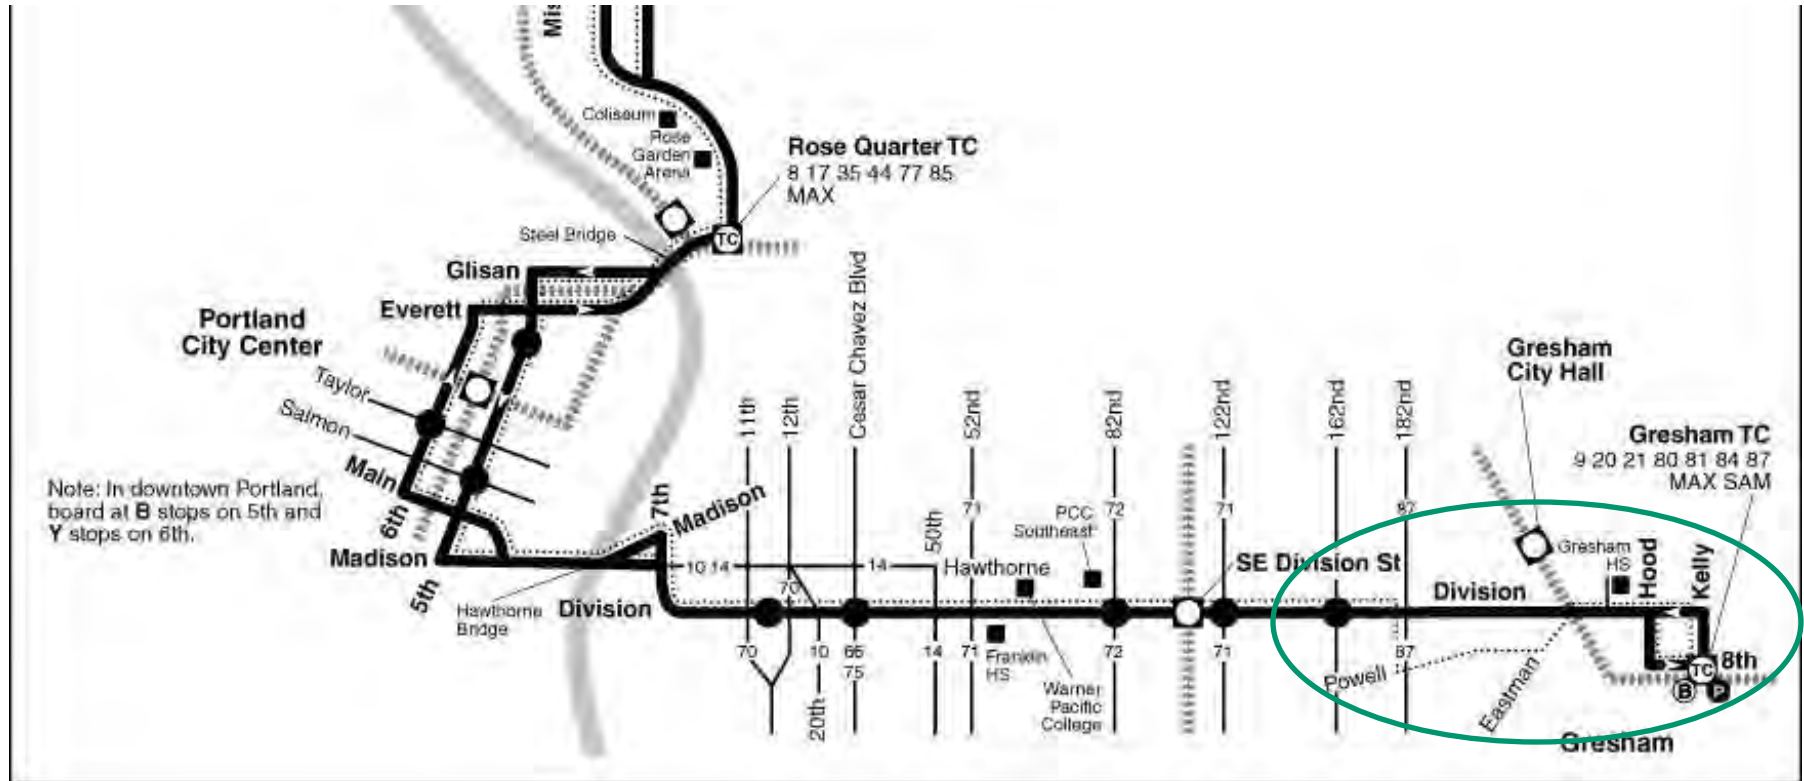 Mis
Coliseum
Rose
Garden
Arena
Rose Quarter TC
8 17 35 44 77 85
MAX
TC
Steel Bridge
Glisan
Everett
Portland
City Center
Taylor
Salmon
Main
6th
Madison
5th
Note: In downtown Portland,
board at B stops on 5th and
Y stops on 6th.
Hawthorne
Bridge
Division
7th
Madison
11th
12th
Cesar Chavez Blvd
52nd
82nd
122nd
162nd
182nd
10 14
70
14
50th
Hawthorne
71
PCC
Southeast
72
71
87
SE Division St
70
10
20th
66
75
14
71
Franklin
HS
Warner
Pacific
College
72
71
87
Gresham
City Hall
Gresham TC
9 20 21 80 81 84 87
MAX SAM
Gresham
HS
Hood
Kelly
Division
Powell
Eastman
TC
8th
B
P
Gresham